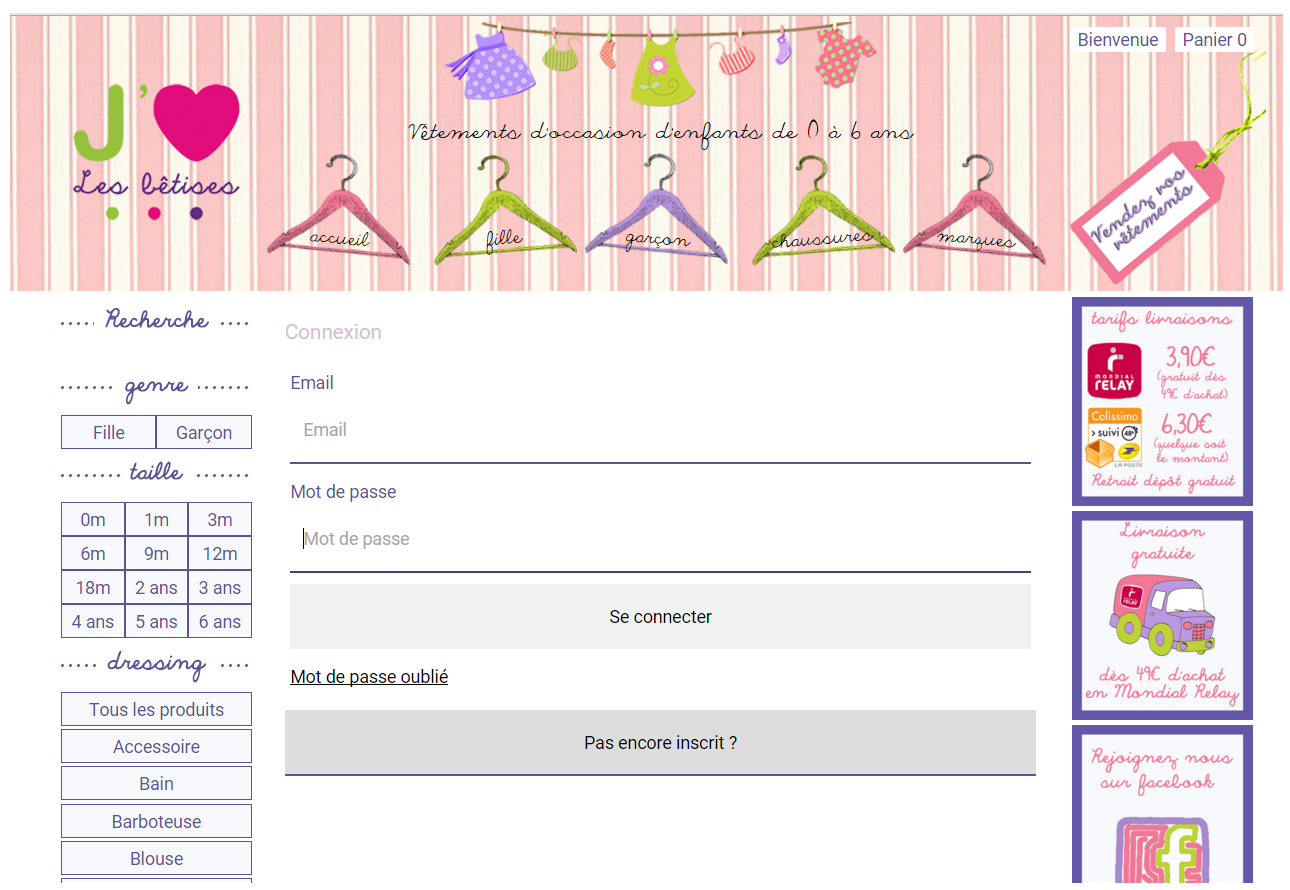 Bienvenue Panier 0
J'
Les bêtises
Vêtements d'occasion d'enfants de 0 à 6 ans
accueil fille garçon chaussures marques
Vendez vos
vêtements
Recherche
genre
Fille Garçon
taille
0m 1m 3m
6m 9m 12m
18m 2 ans 3 ans
4 ans 5 ans 6 ans
dressing
Tous les produits
Accessoire
Bain
Barboteuse
Blouse
Connexion
Email
Email
Mot de passe
Mot de passe
Se connecter
Mot de passe oublié
Pas encore inscrit ?
tarifs livraisons
MONDIAL
RELAY
3,90€
(gratuit dès
49€ d'achat)
Colissimo
suivi 48h
LA POSTE
6,30€
(quelque soit
le montant)
Retrait dépôt gratuit
Livraison
gratuite
RELAY
dès 49€ d'achat
en Mondial Relay
Rejoignez nous
sur facebook
f